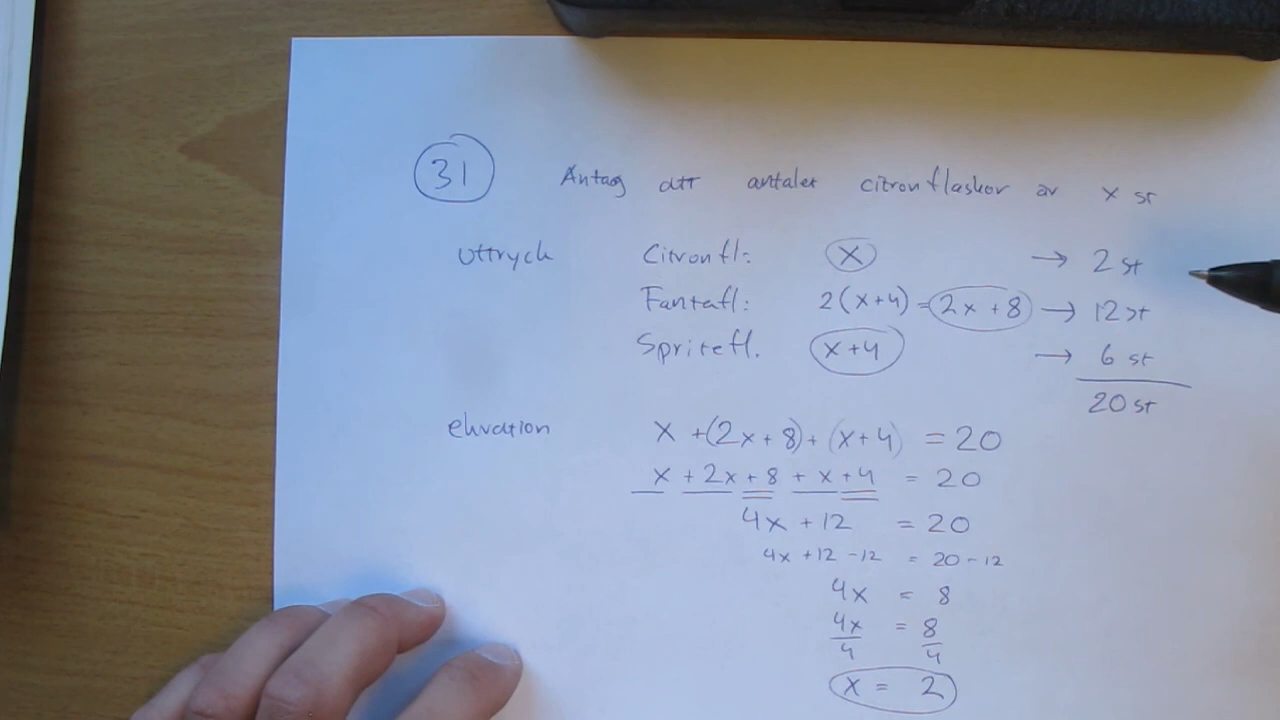 31 Antag att antalet citronflaskor är x st
Uttryck Citronfl: x → 2 st
Fantafl: 2(x+4) = 2x+8 → 12 st
Spritefl. x+4 → 6 st
20 st
ekvation x +(2x+8)+(x+4) = 20
x + 2x + 8 + x + 4 = 20
4x + 12 = 20
4x + 12 - 12 = 20 - 12
4x = 8
4x/4 = 8/4
x = 2